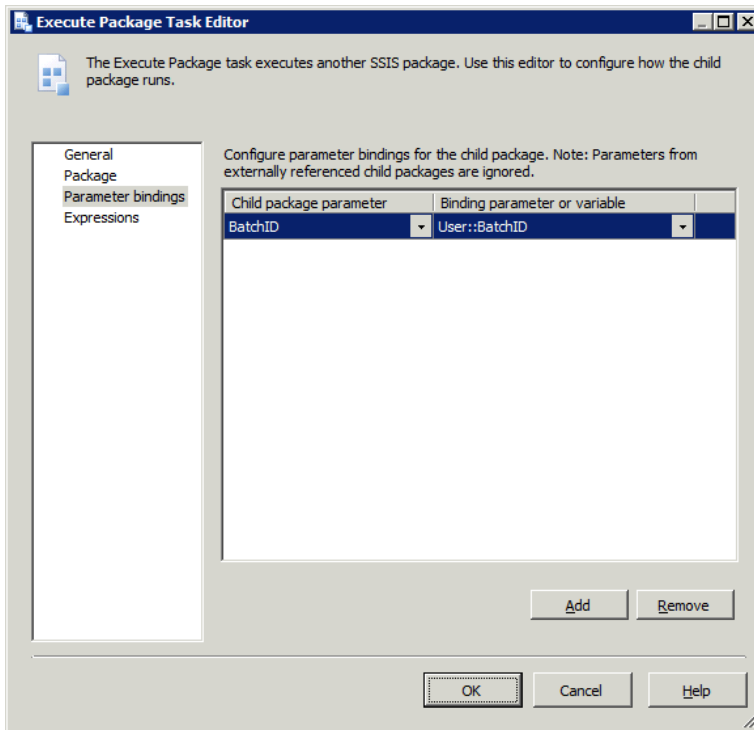 Execute Package Task Editor
The Execute Package task executes another SSIS package. Use this editor to configure how the child
package runs.
General
Package
Parameter bindings
Expressions
Configure parameter bindings for the child package. Note: Parameters from
externally referenced child packages are ignored.
Child package parameter Binding parameter or variable
BatchID User::BatchID
Add Remove
OK Cancel Help